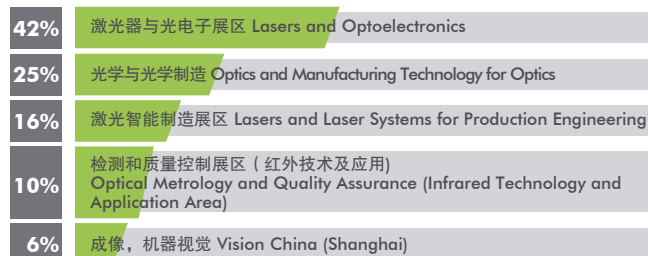 42% 激光器与光电子展区 Lasers and Optoelectronics
25% 光学与光学制造 Optics and Manufacturing Technology for Optics
16% 激光智能制造展区 Lasers and Laser Systems for Production Engineering
10% 检测和质量控制展区（红外技术及应用)
Optical Metrology and Quality Assurance (Infrared Technology and
Application Area)
6% 成像，机器视觉 Vision China (Shanghai)